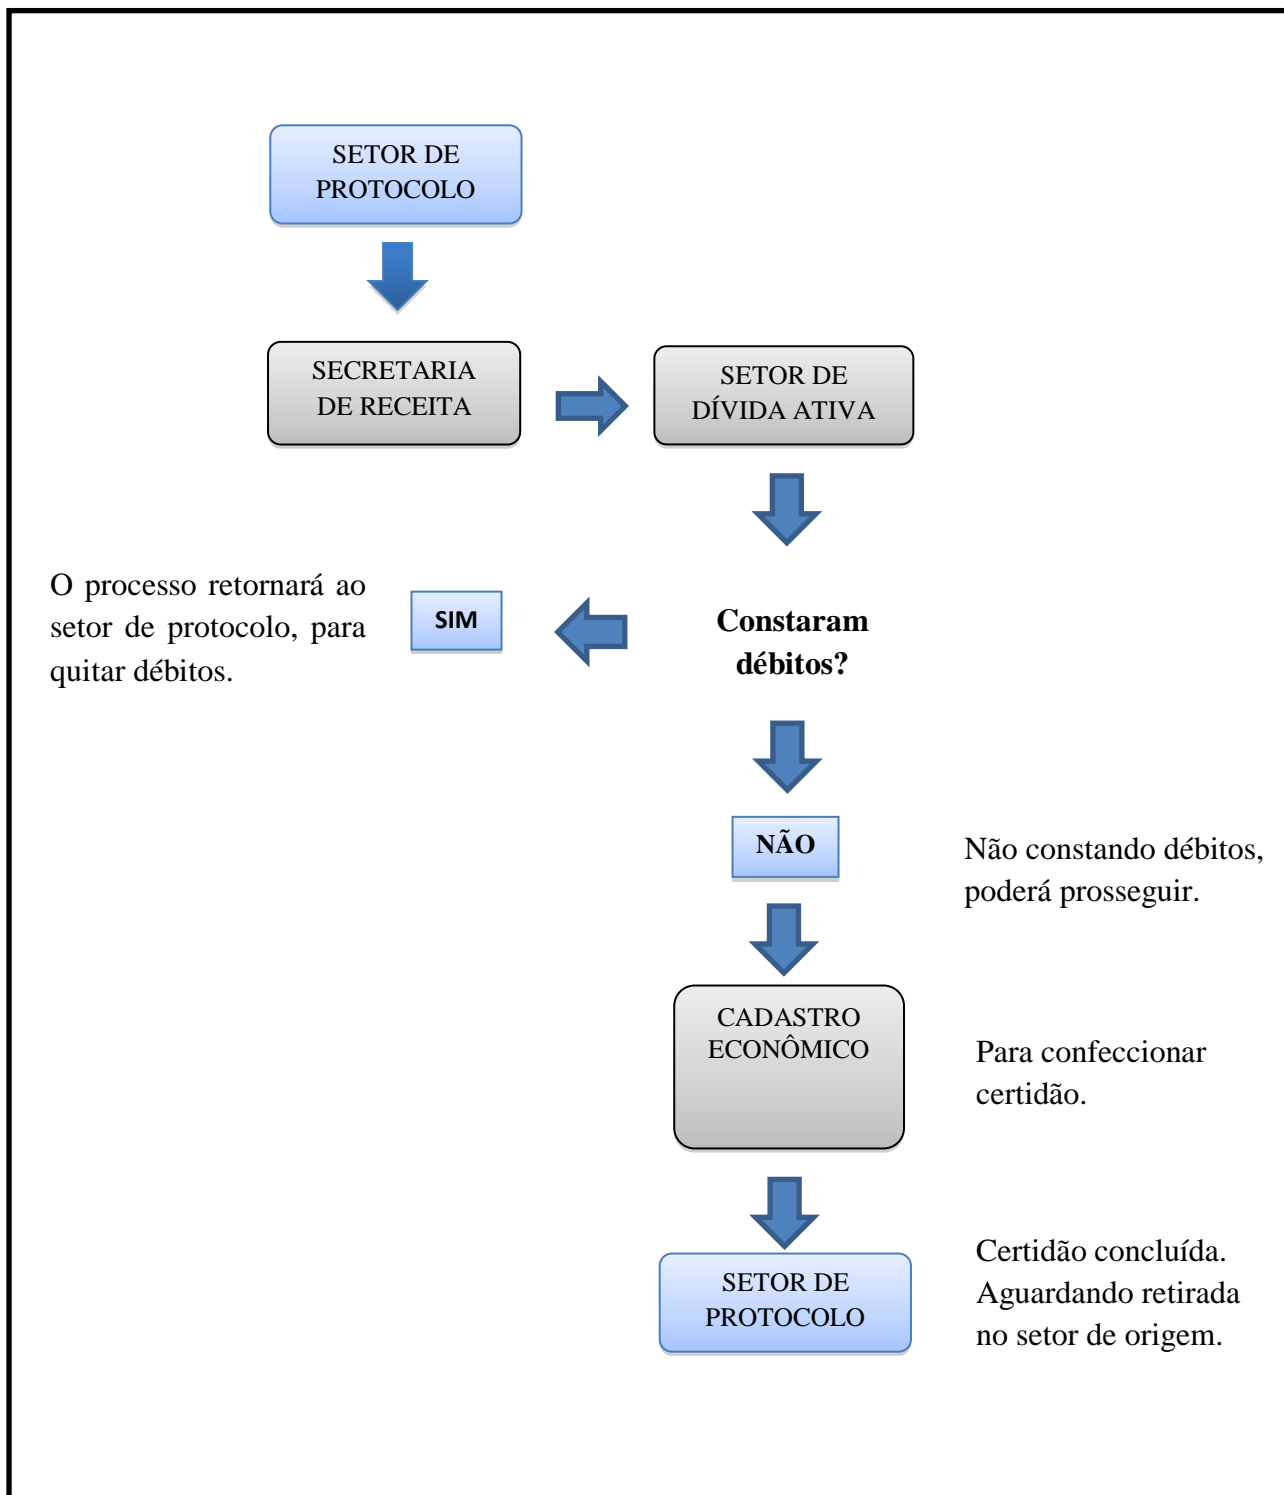 SETOR DE
PROTOCOLO
SECRETARIA
DE RECEITA
SETOR DE
DÍVIDA ATIVA
O processo retornará ao
setor de protocolo, para
quitar débitos.
SIM
Constaram
débitos?
NÃO
Não constando débitos,
poderá prosseguir.
CADASTRO
ECONÔMICO
Para confeccionar
certidão.
SETOR DE
PROTOCOLO
Certidão concluída.
Aguardando retirada
no setor de origem.